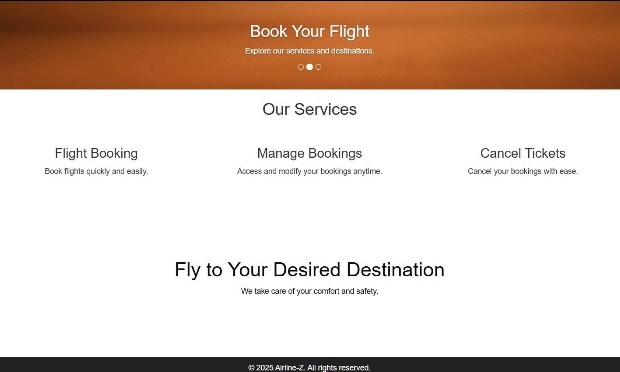 Book Your Flight
Explore our services and destinations.
Our Services
Flight Booking
Book flights quickly and easily.
Manage Bookings
Access and modify your bookings anytime.
Cancel Tickets
Cancel your bookings with ease.
Fly to Your Desired Destination
We take care of your comfort and safety.
© 2025 Airline-Z. All rights reserved.